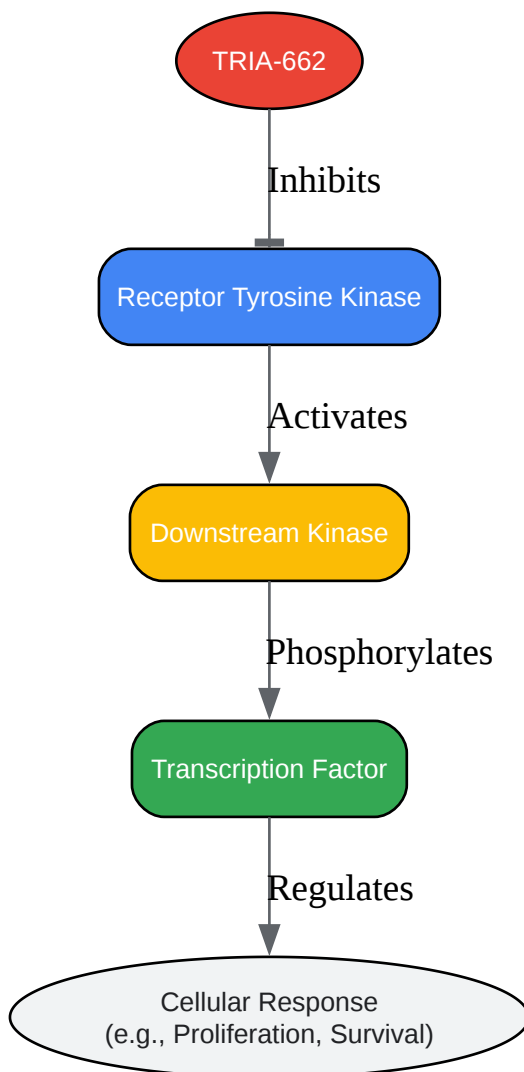 TRIA-662
Inhibits
Receptor Tyrosine Kinase
Activates
Downstream Kinase
Phosphorylates
Transcription Factor
Regulates
Cellular Response
(e.g., Proliferation, Survival)